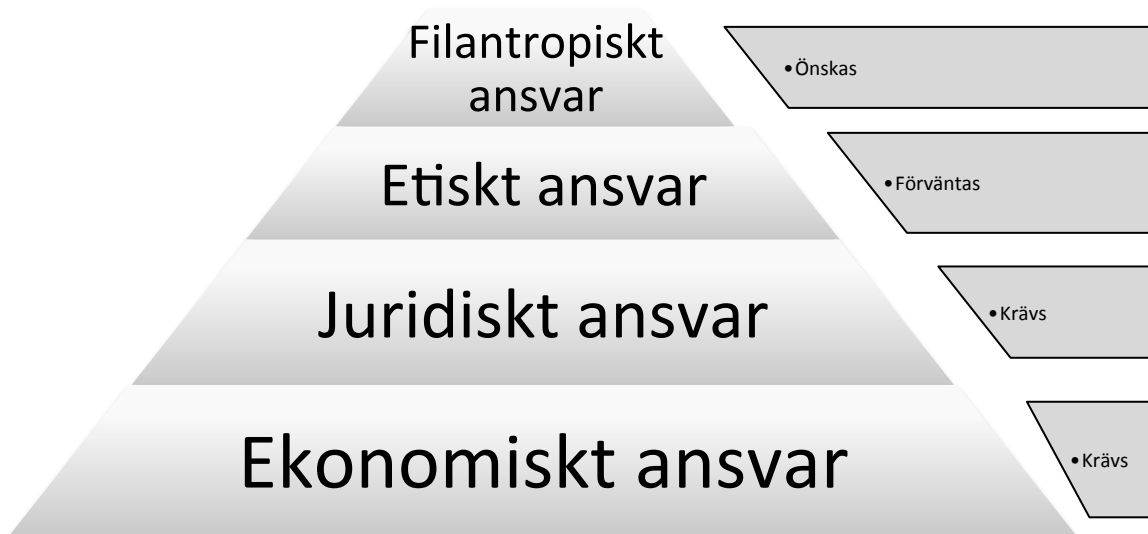 Filantropiskt
ansvar
•Önskas
Etiskt ansvar
•Förväntas
Juridiskt ansvar
•Krävs
Ekonomiskt ansvar
•Krävs